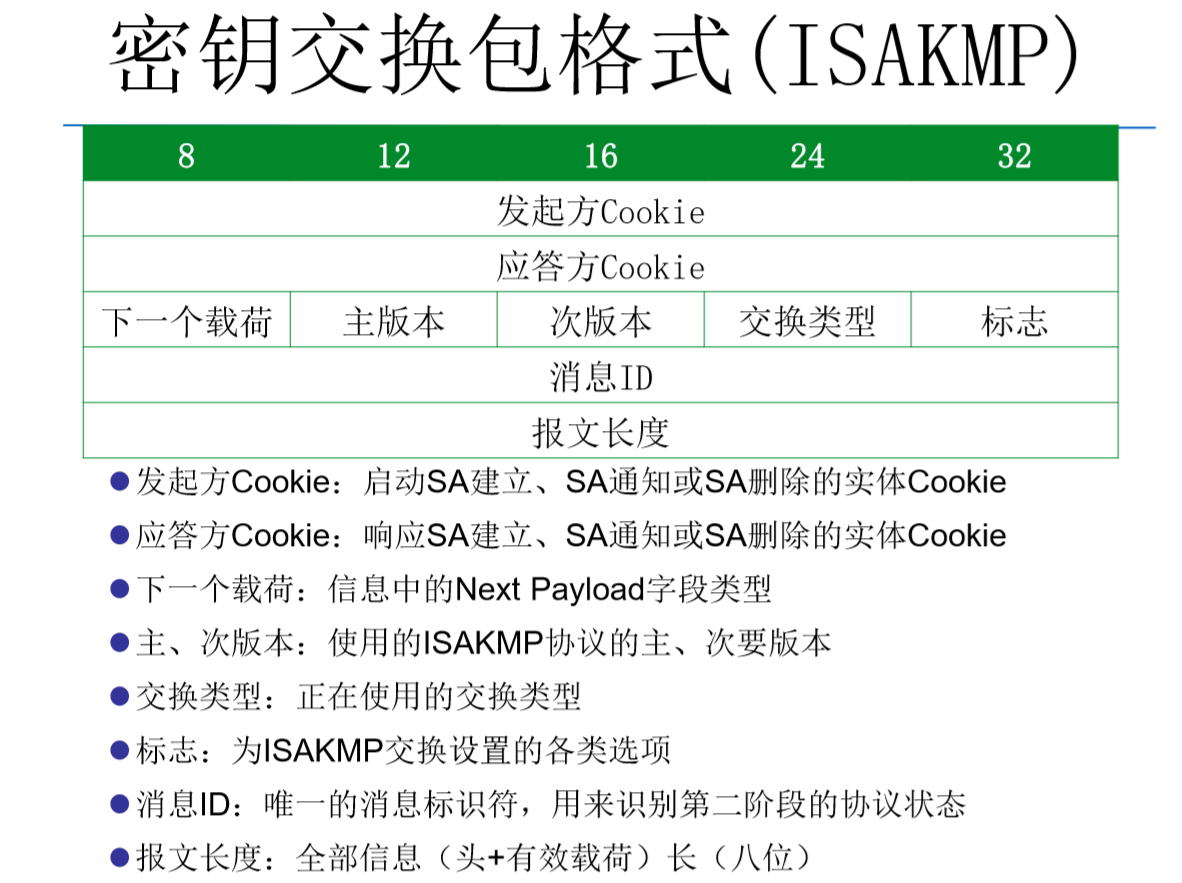 密钥交换包格式(ISAKMP)
8 12 16 24 32
发起方Cookie
应答方Cookie
下一个载荷 主版本 次版本 交换类型 标志
消息ID
报文长度
●发起方Cookie：启动SA建立、SA通知或SA删除的实体Cookie
●应答方Cookie：响应SA建立、SA通知或SA删除的实体Cookie
●下一个载荷：信息中的Next Payload字段类型
●主、次版本：使用的ISAKMP协议的主、次要版本
●交换类型：正在使用的交换类型
●标志：为ISAKMP交换设置的各类选项
●消息ID：唯一的消息标识符，用来识别第二阶段的协议状态
●报文长度：全部信息（头+有效载荷）长（八位）